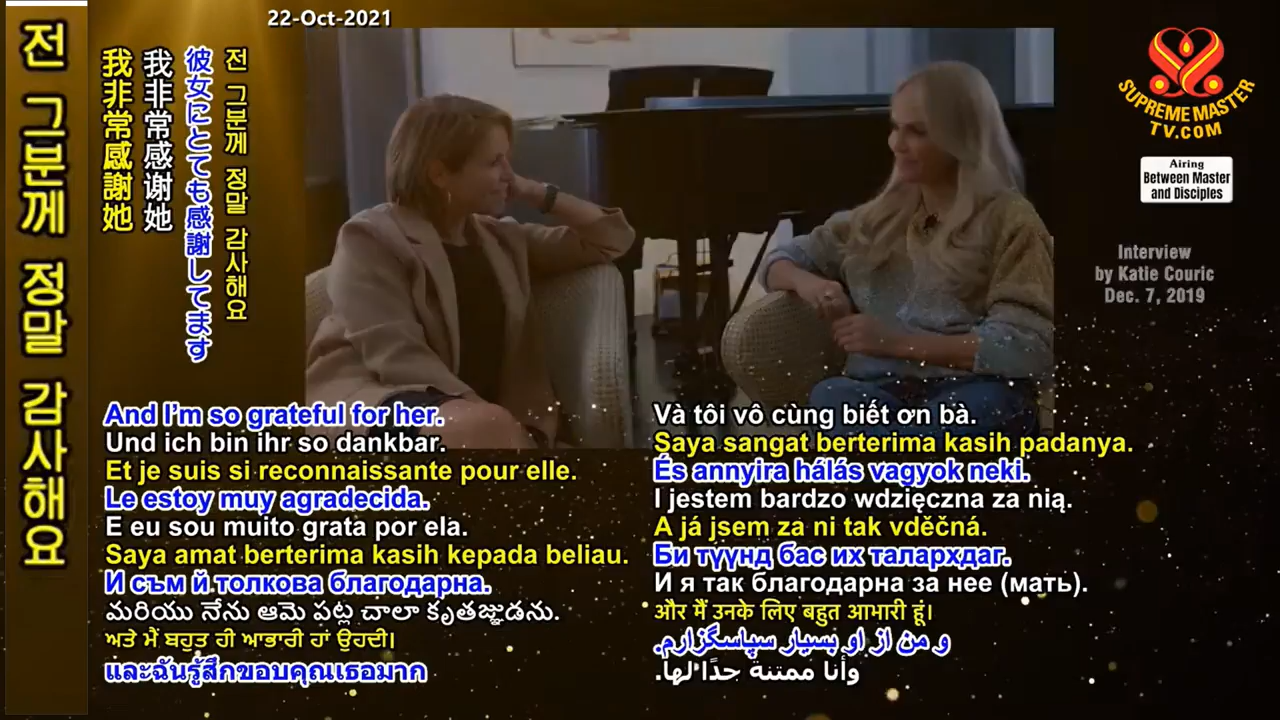 22-Oct-2021
전 그분께 정말 감사해요
전 그분께 정말 감사해요
彼女にとても感謝してます
我非常感谢她
我非常感謝她
SUPREME MASTER
TV.COM
Airing
Between Master
and Disciples
Interview
by Katie Couric
Dec. 7, 2019
And I'm so grateful for her.
Und ich bin ihr so dankbar.
Et je suis si reconnaissante pour elle.
Le estoy muy agradecida.
E eu sou muito grata por ela.
Saya amat berterima kasih kepada beliau.
И съм й толкова благодарна.
మరియు నేను ఆమె పట్ల చాలా కృతజ్ఞుడను.
ਅਤੇ ਮੈਂ ਬਹੁਤ ਹੀ ਆਭਾਰੀ ਹਾਂ ਉਹਦੀ।
และฉันรู้สึกขอบคุณเธอมาก
Và tôi vô cùng biết ơn bà.
Saya sangat berterima kasih padanya.
És annyira hálás vagyok neki.
I jestem bardzo wdzięczna za nią.
A já jsem za ni tak vděčná.
Би түүнд бас их талархдаг.
И я так благодарна за нее (мать).
और मैं उनके लिए बहुत आभारी हूं।
و من از او بسیار سپاسگزارم.
وأنا ممتنة جدًا لها.